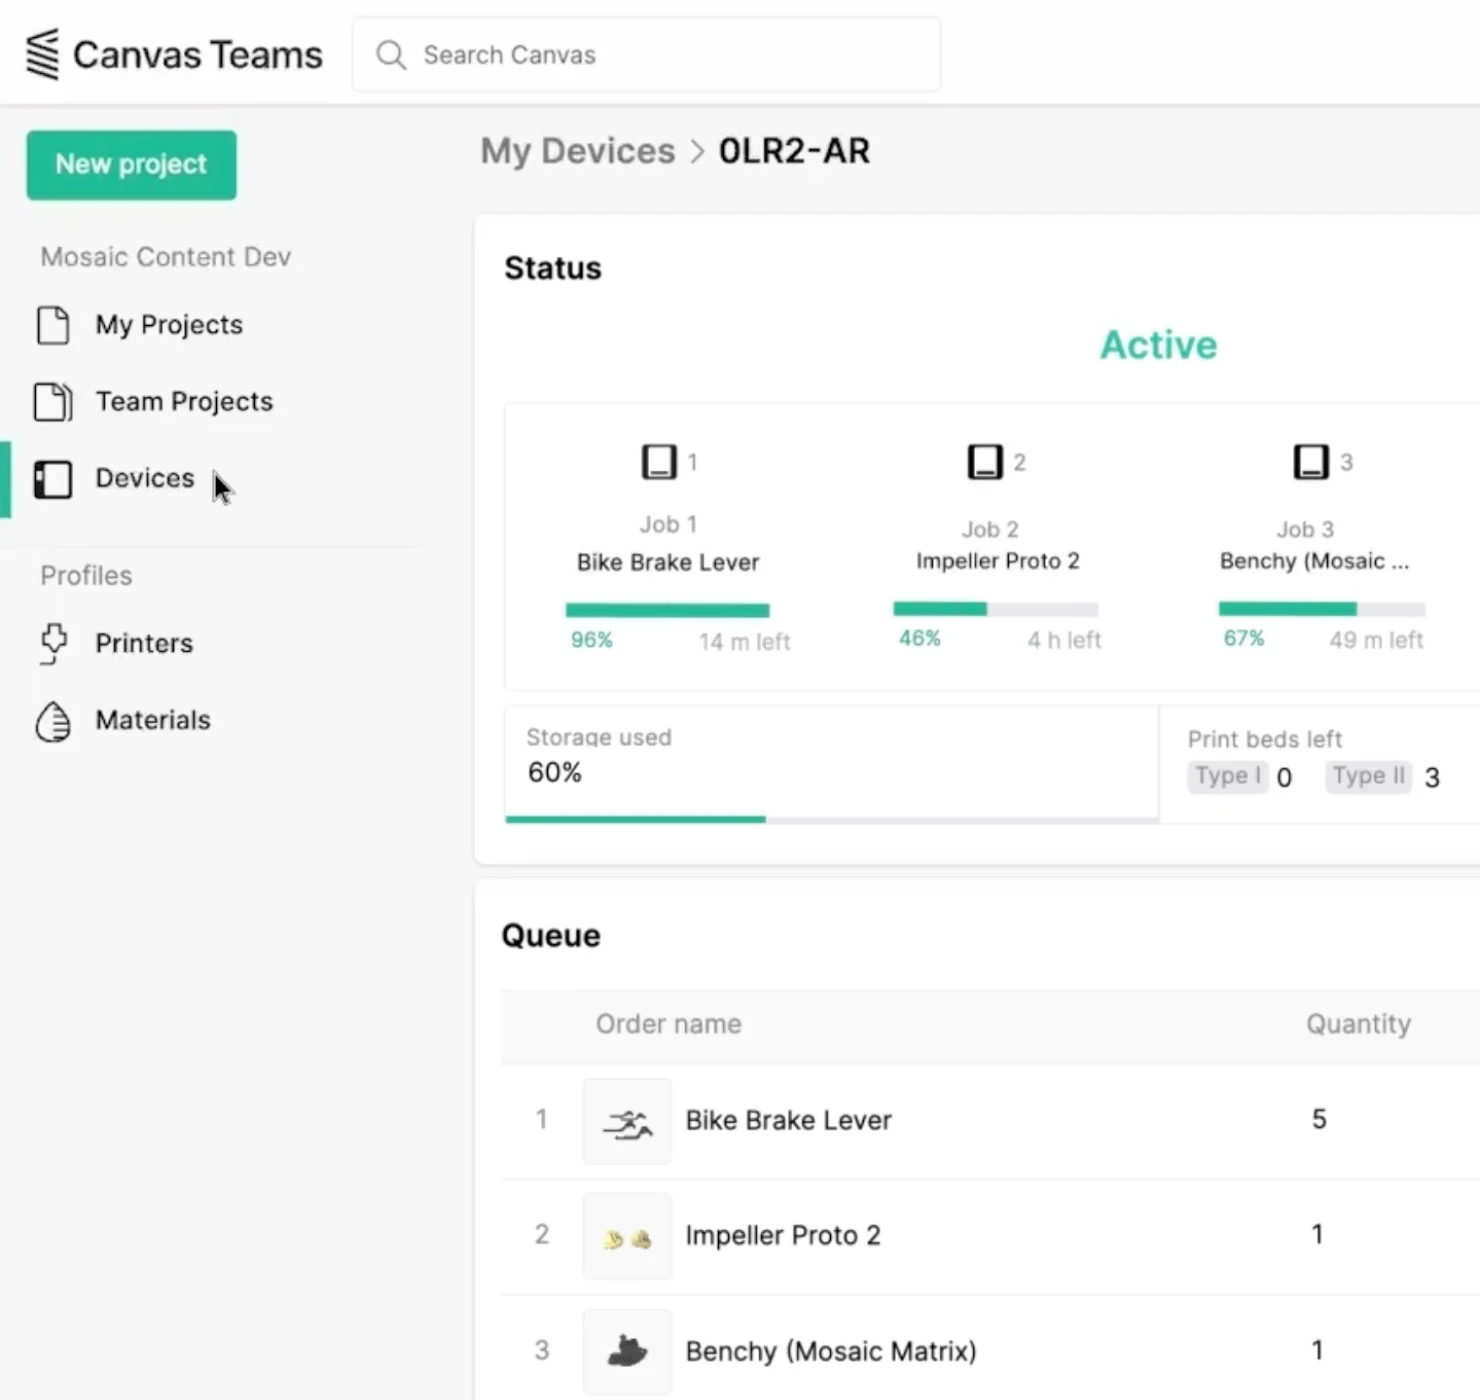 Canvas Teams
Search Canvas
New project
My Devices > 0LR2-AR
Mosaic Content Dev
My Projects
Team Projects
Devices
Profiles
Printers
Materials
Status
Active
1
Job 1
Bike Brake Lever
96% 14 m left
2
Job 2
Impeller Proto 2
46% 4 h left
3
Job 3
Benchy (Mosaic ...
67% 49 m left
Storage used
60%
Print beds left
Type I 0 Type II 3
Queue
Order name Quantity
1 Bike Brake Lever 5
2 Impeller Proto 2 1
3 Benchy (Mosaic Matrix) 1